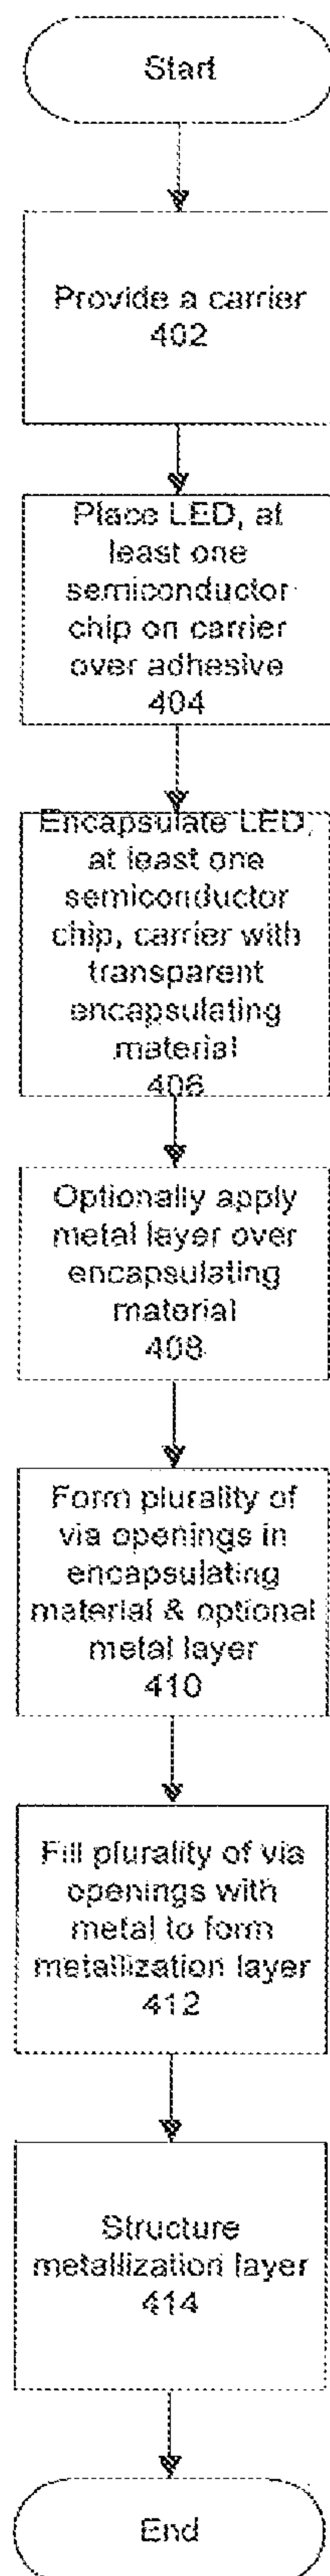 Start
Provide a carrier
402
Place LED, at
least one
semiconductor
chip on carrier
over adhesive
404
Encapsulate LED,
at least one
semiconductor
chip, carrier with
transparent
encapsulating
material
406
Optionally apply
metal layer over
encapsulating
material
408
Form plurality of
via openings in
encapsulating
material & optional
metal layer
410
Fill plurality of via
openings with
metal to form
metallization layer
412
Structure
metallization layer
414
End